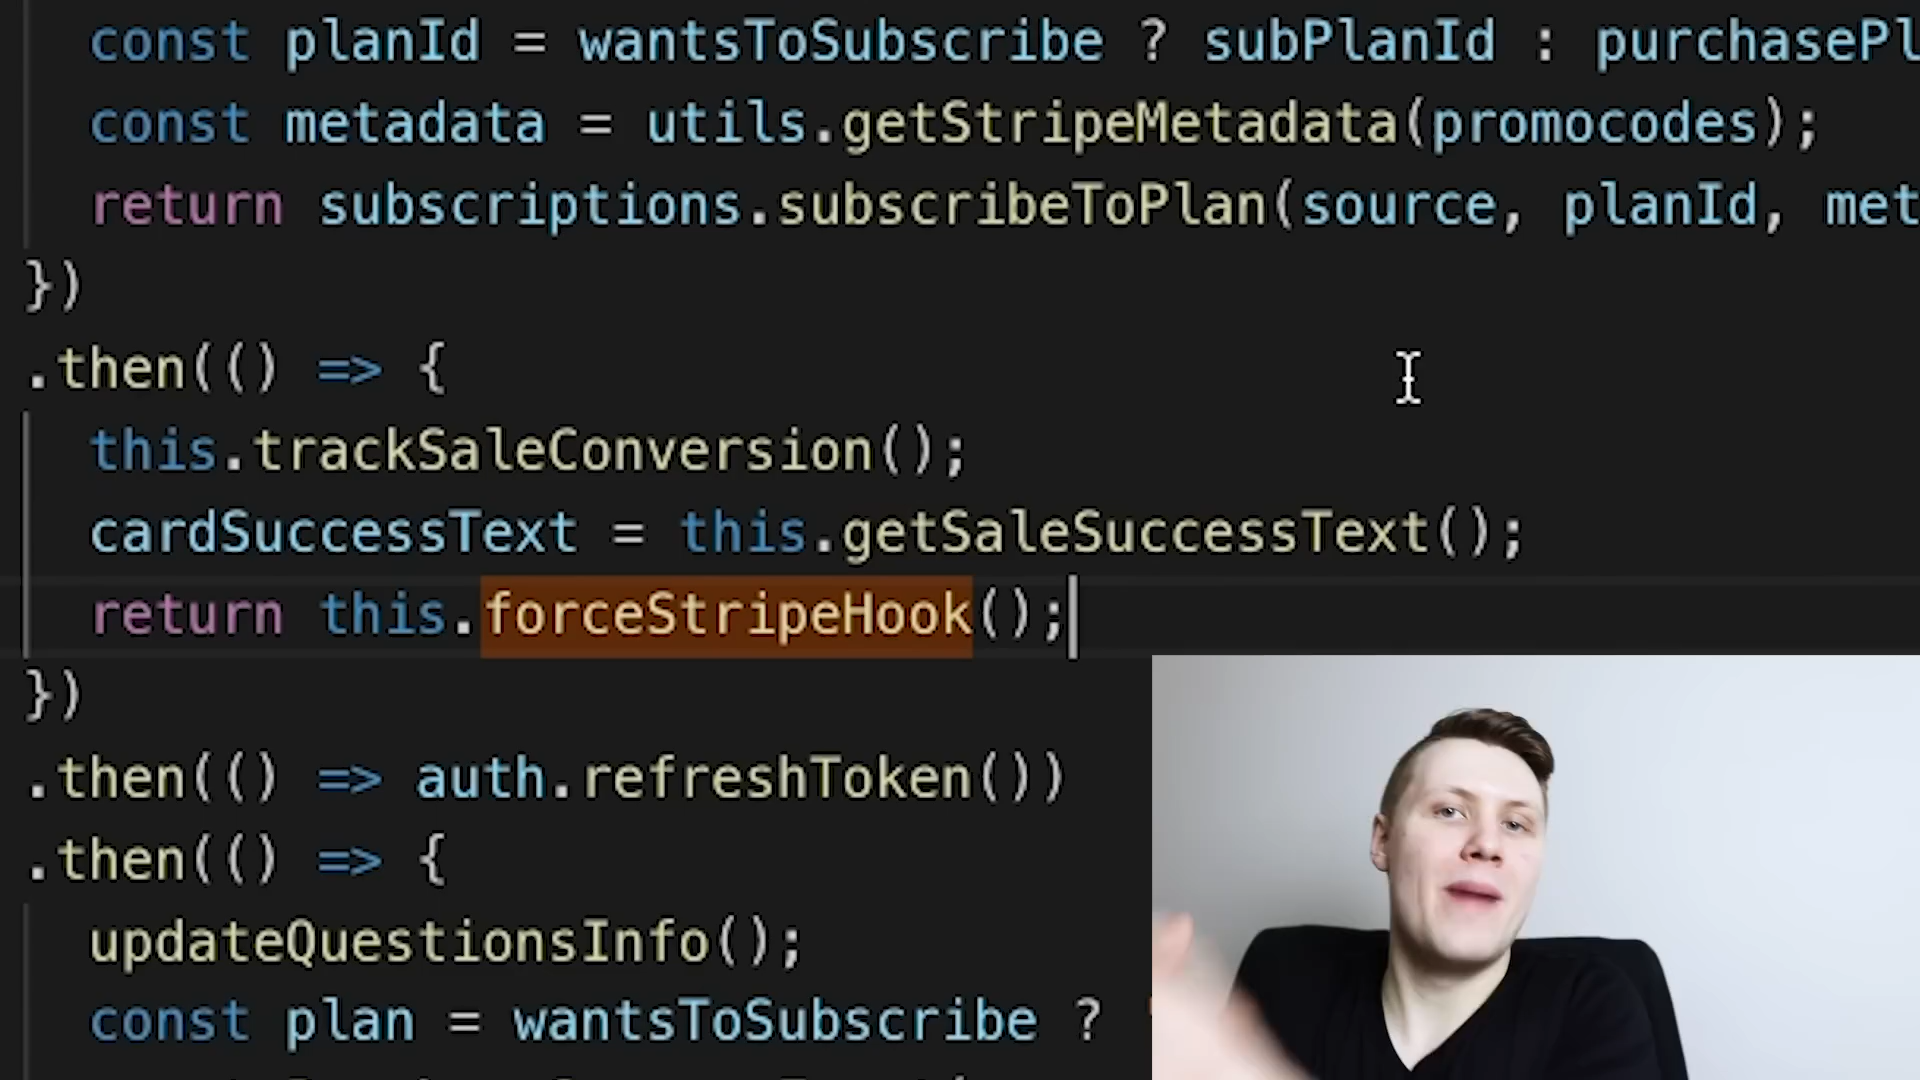 const planId = wantsToSubscribe ? subPlanId : purchasePl
const metadata = utils.getStripeMetadata(promocodes);
return subscriptions.subscribeToPlan(source, planId, met
})
.then(() => {
this.trackSaleConversion();
cardSuccessText = this.getSaleSuccessText();
return this.forceStripeHook();
})
.then(() => auth.refreshToken())
.then(() => {
updateQuestionsInfo();
const plan = wantsToSubscribe ?